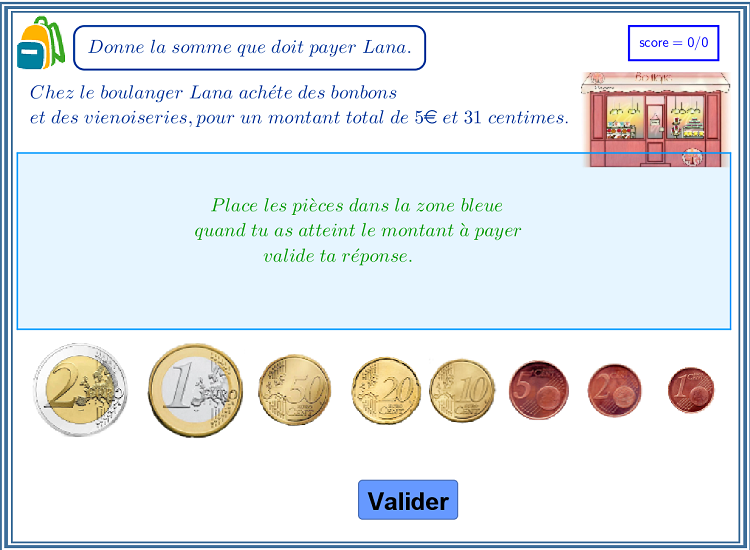 Donne la somme que doit payer Lana.
score = 0/0
Chez le boulanger Lana achéte des bonbons
et des vienoiseries, pour un montant total de 5€ et 31 centimes.
Place les pièces dans la zone bleue
quand tu as atteint le montant à payer
valide ta réponse.
2
1 EURO
50
20
10
5
2
1
Valider